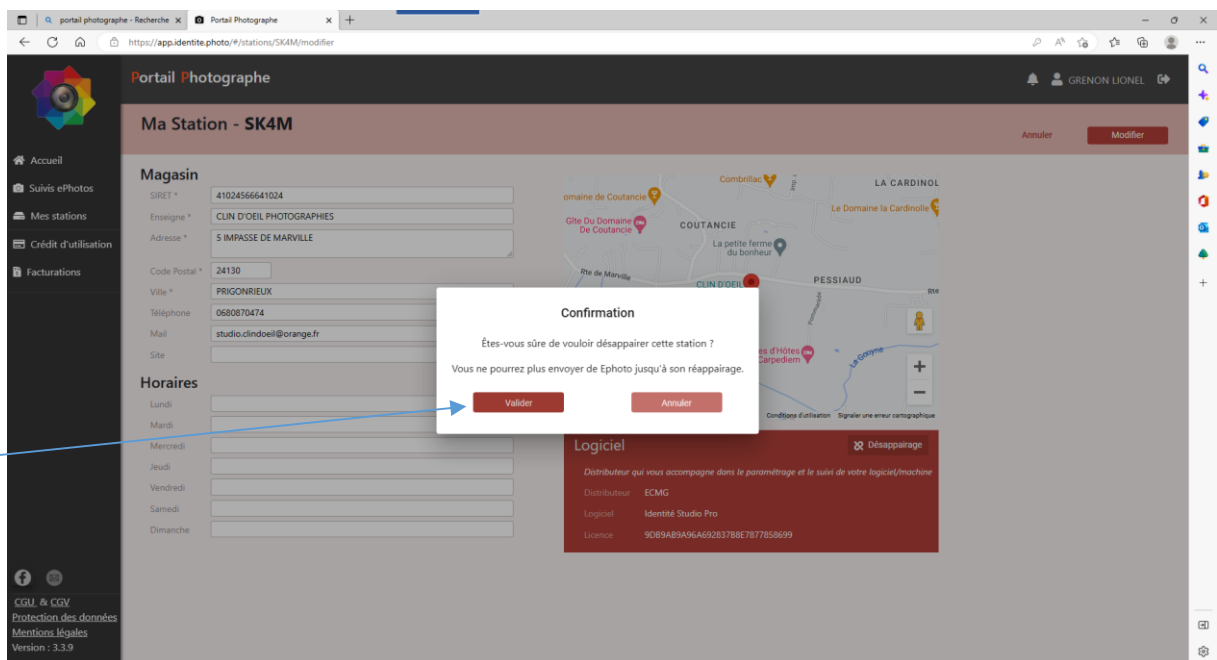 portail photographe - Recherche
Portail Photographe
https://app.identite.photo/#/stations/SK4M/modifier
Portail Photographe
GRENON LIONEL
Ma Station - SK4M
Annuler
Modifier
Accueil
Suivis ePhotos
Mes stations
Crédit d'utilisation
Facturations
Magasin
SIRET *
41024566641024
Enseigne *
CLIN D'OEIL PHOTOGRAPHIES
Adresse *
5 IMPASSE DE MARVILLE
Code Postal *
24130
Ville *
PRIGONRIEUX
Téléphone
0680870474
Mail
studio.clindoeil@orange.fr
Site
Horaires
Lundi
Mardi
Mercredi
Jeudi
Vendredi
Samedi
Dimanche
Combrillac
LA CARDINOL
omaine de Coutancie
Le Domaine la Cardinolle
Gîte Du Domaine
De Coutancie
COUTANCIE
La petite ferme
du bonheur
Rte de Marville
PESSIAUD
CLIN D'OEIL
es d'Hôtes
Carpediem
La Gouyne
Conditions d'utilisation
Signaler une erreur cartographique
Confirmation
Êtes-vous sûre de vouloir désappairer cette station ?
Vous ne pourrez plus envoyer de Ephoto jusqu'à son réappairage.
Valider
Annuler
Logiciel
Désappairage
Distributeur qui vous accompagne dans le paramétrage et le suivi de votre logiciel/machine
Distributeur
ECMG
Logiciel
Identité Studio Pro
Licence
9DB9AB9A96A692837B8E7B77858699
CGU & CGV
Protection des données
Mentions légales
Version : 3.3.9